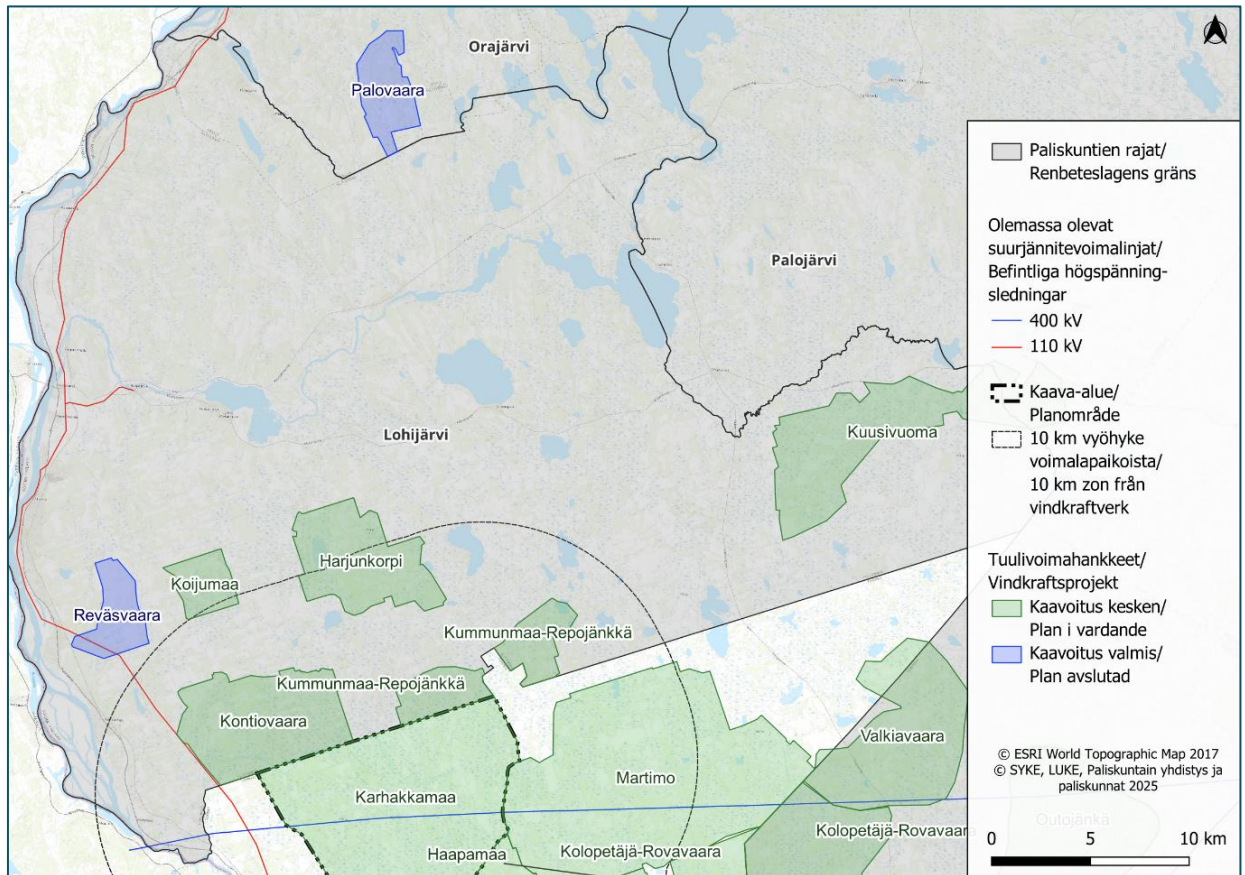 Orajärvi
Palovaara
Palojärvi
Lohijärvi
Kuusivuoma
Harjunkorpi
Koijumaa
Reväsvaara
Kummunmaa-Repojänkkä
Kummunmaa-Repojänkkä
Kontiovaara
Valkiavaara
Martimo
Karhakkamaa
Kolopetäjä-Rovavaara
Haapamaa
Kolopetäjä-Rovavaara
Outojänkä
Paliskuntien rajat/
Renbeteslagens gräns
Olemassa olevat
suurjännitevoimalinjat/
Befintliga högspänning-
sledningar
400 kV
110 kV
Kaava-alue/
Planområde
10 km vyöhyke
voimalapaikoista/
10 km zon från
vindkraftverk
Tuulivoimahankkeet/
Vindkraftsprojekt
Kaavoitus kesken/
Plan i vardande
Kaavoitus valmis/
Plan avslutad
© ESRI World Topographic Map 2017
© SYKE, LUKE, Paliskuntain yhdistys ja
paliskunnat 2025
0 5 10 km